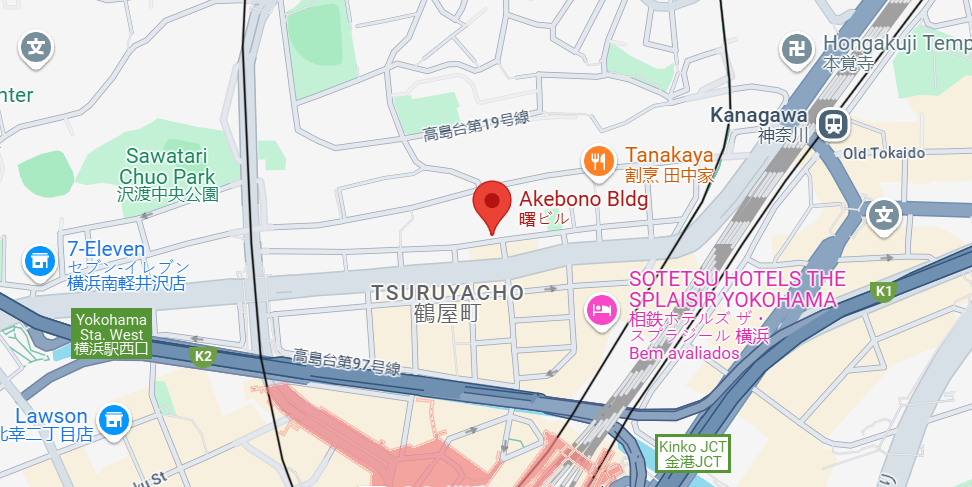 文
卍
Hongakuji Temp
本覚寺
nter
Kanagawa
神奈川
高島台第19号線
Old Tokaido
Sawatari
Chuo Park
沢渡中央公園
Tanakaya
割烹 田中家
Akebono Bldg
曙ビル
文
7-Eleven
セブン-イレブン
横浜南軽井沢店
TSURUYACHO
鶴屋町
SOTETSU HOTELS THE
SPLAISIR YOKOHAMA
相鉄ホテルズ ザ・
スプラジール 横浜
Bem avaliados
K1
Yokohama
Sta. West
横浜駅西口
K2
高島台第97号線
Lawson
北幸二丁目店
Kinko JCT
金港JCT
ku St